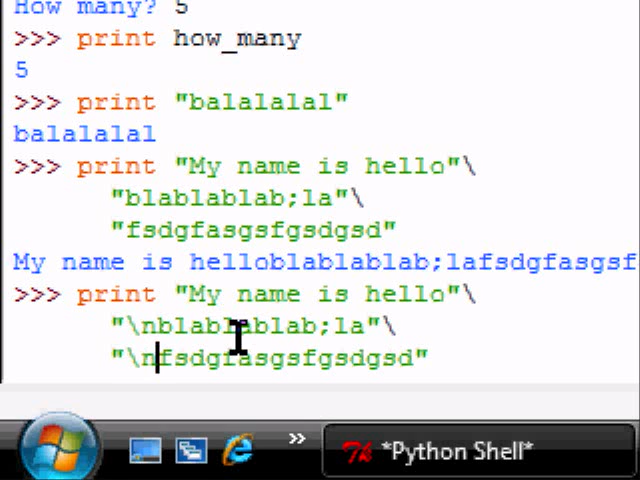 How many? 5
>>> print how_many
5
>>> print "balalalal"
balalalal
>>> print "My name is hello"\
"blablablab;la"\
"fsdgfasgsfgsdgsd"
My name is helloblablablab;lafsdgfasgsf
>>> print "My name is hello"\
"\nblablablab;la"\
"\nfsdgfasgsfgsdgsd"
»
*Python Shell*